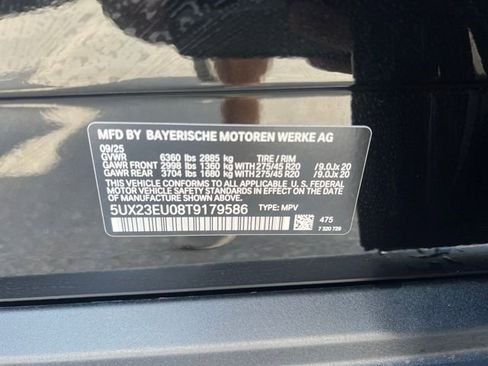 MFD BY BAYERISCHE MOTOREN WERKE AG
09/25
GVWR 6360 lbs 2885 kg TIRE / RIM
GAWR FRONT 2998 lbs 1360 kg WITH 275/45 R20 / 9.0Jx 20
GAWR REAR 3704 lbs 1680 kg WITH 275/45 R20 / 9.0Jx 20
THIS VEHICLE CONFORMS TO ALL APPLICABLE FEDERAL
MOTOR VEHICLE SAFETY STANDARDS IN EFFECT ON THE
DATE OF MANUFACTURE SHOWN ABOVE.
5UX23EU08T9179586 TYPE: MPV
475
7 320 729